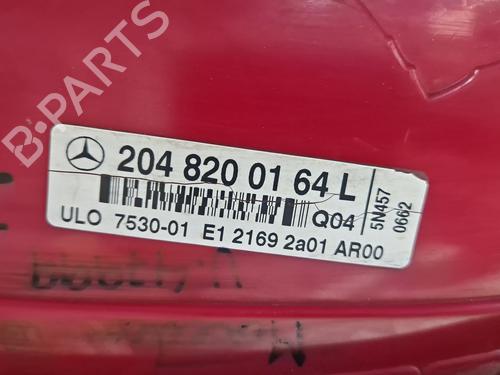 B-PARTS
204 820 01 64 L
Q04
5N457
0662
ULO 7530-01 E1 2169 2a01 AR00